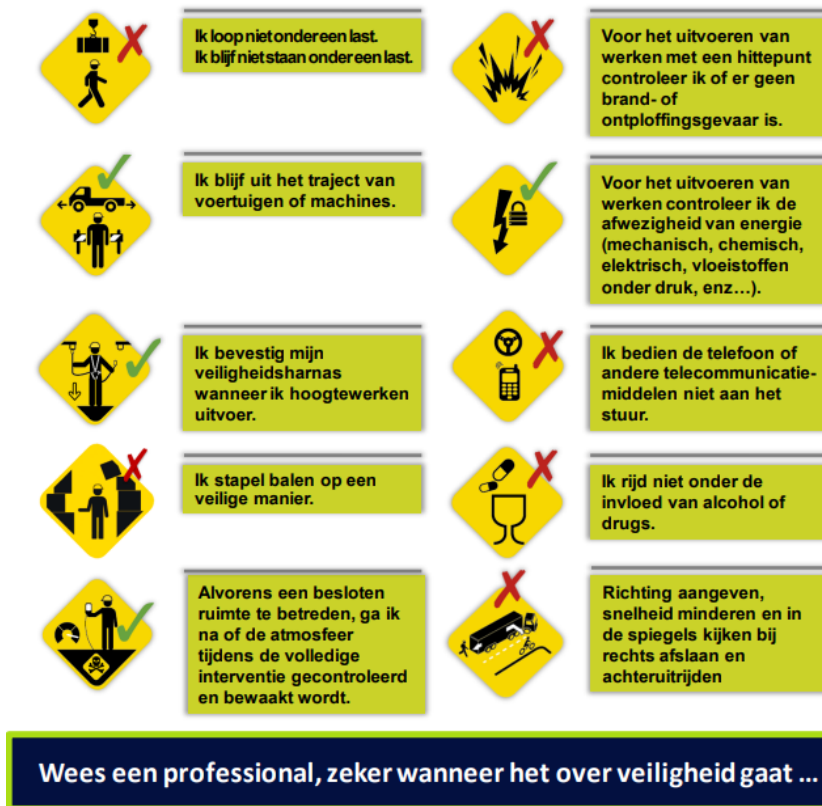 Ik loop niet onder een last.
Ik blijf niet staan onder een last.
Ik blijf uit het traject van
voertuigen of machines.
Ik bevestig mijn
veiligheidsharnas
wanneer ik hoogtewerken
uitvoer.
Ik stapel balen op een
veilige manier.
Alvorens een besloten
ruimte te betreden, ga ik
na of de atmosfeer
tijdens de volledige
interventie gecontroleerd
en bewaakt wordt.
Voor het uitvoeren van
werken met een hittepunt
controleer ik of er geen
brand- of
ontploffingsgevaar is.
Voor het uitvoeren van
werken controleer ik de
afwezigheid van energie
(mechanisch, chemisch,
elektrisch, vloeistoffen
onder druk, enz…).
Ik bedien de telefoon of
andere telecommunicatie-
middelen niet aan het
stuur.
Ik rijd niet onder de
invloed van alcohol of
drugs.
Richting aangeven,
snelheid minderen en in
de spiegels kijken bij
rechts afslaan en
achteruitrijden
Wees een professional, zeker wanneer het over veiligheid gaat ...